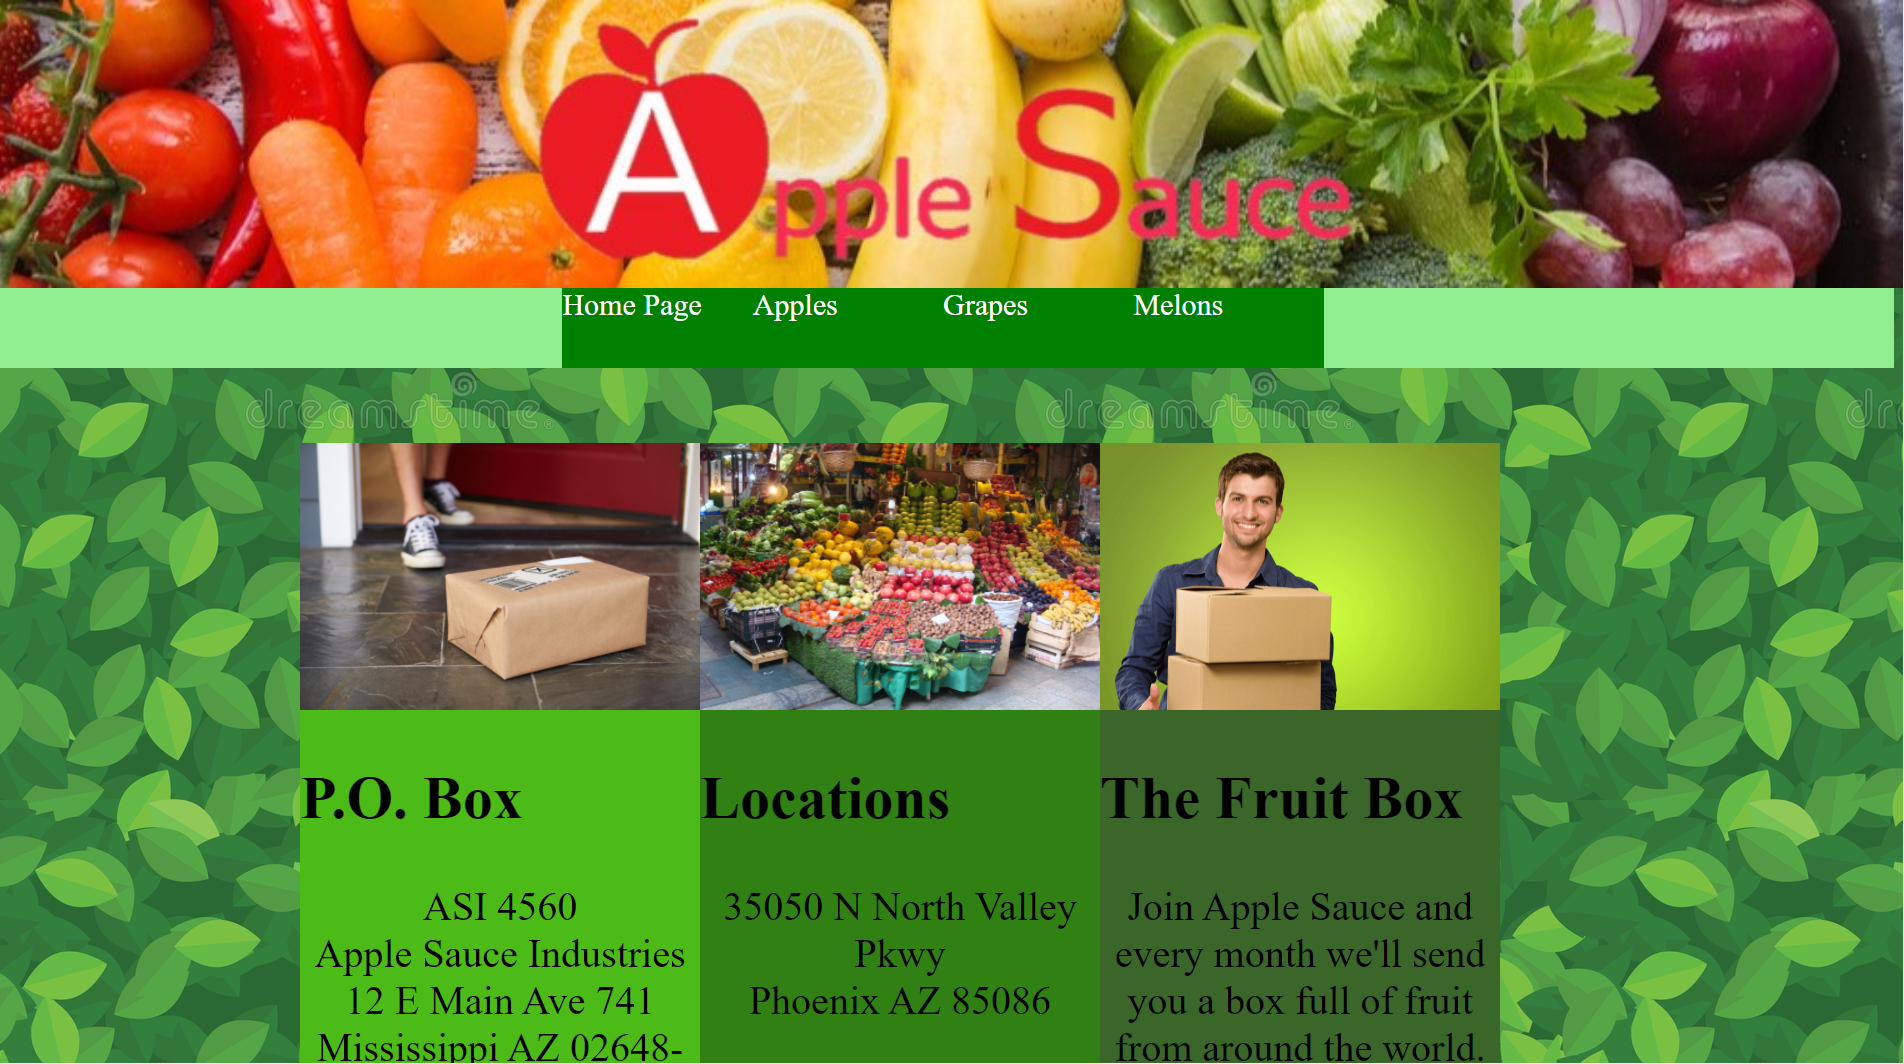 Apple Sauce
Home Page Apples Grapes Melons
dreamstime dreamstime dr
P.O. Box
ASI 4560
Apple Sauce Industries
12 E Main Ave 741
Mississippi AZ 02648-
Locations
35050 N North Valley
Pkwy
Phoenix AZ 85086
The Fruit Box
Join Apple Sauce and
every month we'll send
you a box full of fruit
from around the world.